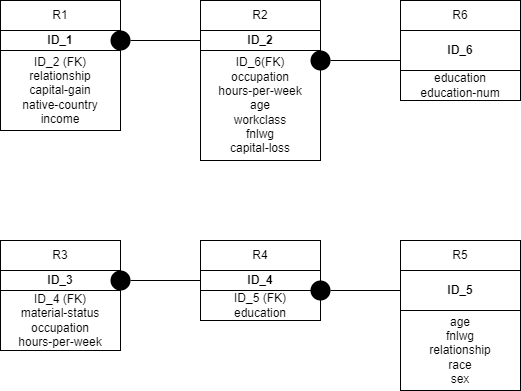 R1
ID_1
ID_2 (FK)
relationship
capital-gain
native-country
income
R2
ID_2
ID_6(FK)
occupation
hours-per-week
age
workclass
fnlwg
capital-loss
R6
ID_6
education
education-num
R3
ID_3
ID_4 (FK)
material-status
occupation
hours-per-week
R4
ID_4
ID_5 (FK)
education
R5
ID_5
age
fnlwg
relationship
race
sex